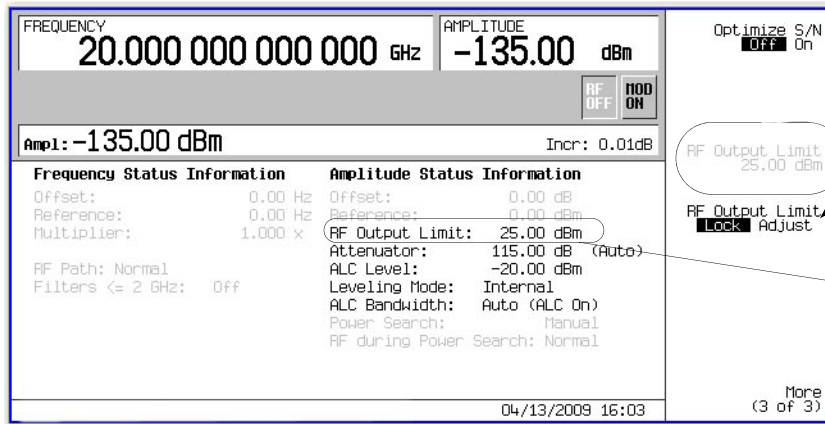 FREQUENCY
20.000 000 000 000 GHz
AMPLITUDE
-135.00 dBm
RF OFF
MOD ON
Ampl: -135.00 dBm
Incr: 0.01dB
Frequency Status Information
Offset: 0.00 Hz
Reference: 0.00 Hz
Multiplier: 1.000 x
RF Path: Normal
Filters <= 2 GHz: Off
Amplitude Status Information
Offset: 0.00 dB
Reference: 0.00 dBm
RF Output Limit: 25.00 dBm
Attenuator: 115.00 dB (Auto)
ALC Level: -20.00 dBm
Leveling Mode: Internal
ALC Bandwidth: Auto (ALC On)
Power Search: Manual
RF during Power Search: Normal
04/13/2009 16:03
Optimize S/N
Off On
RF Output Limit
25.00 dBm
RF Output Limit
Lock Adjust
More
(3 of 3)